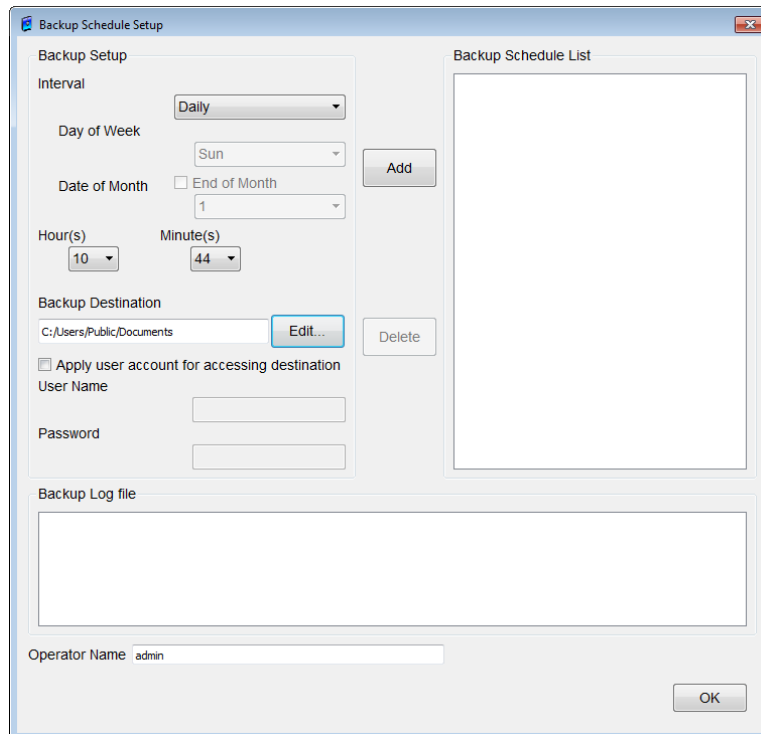 Backup Schedule Setup
Backup Setup
Interval
Daily
Day of Week
Sun
Date of Month
End of Month
1
Hour(s)
Minute(s)
10
44
Backup Destination
C:/Users/Public/Documents
Edit...
Apply user account for accessing destination
User Name
Password
Add
Delete
Backup Schedule List
Backup Log file
Operator Name
admin
OK